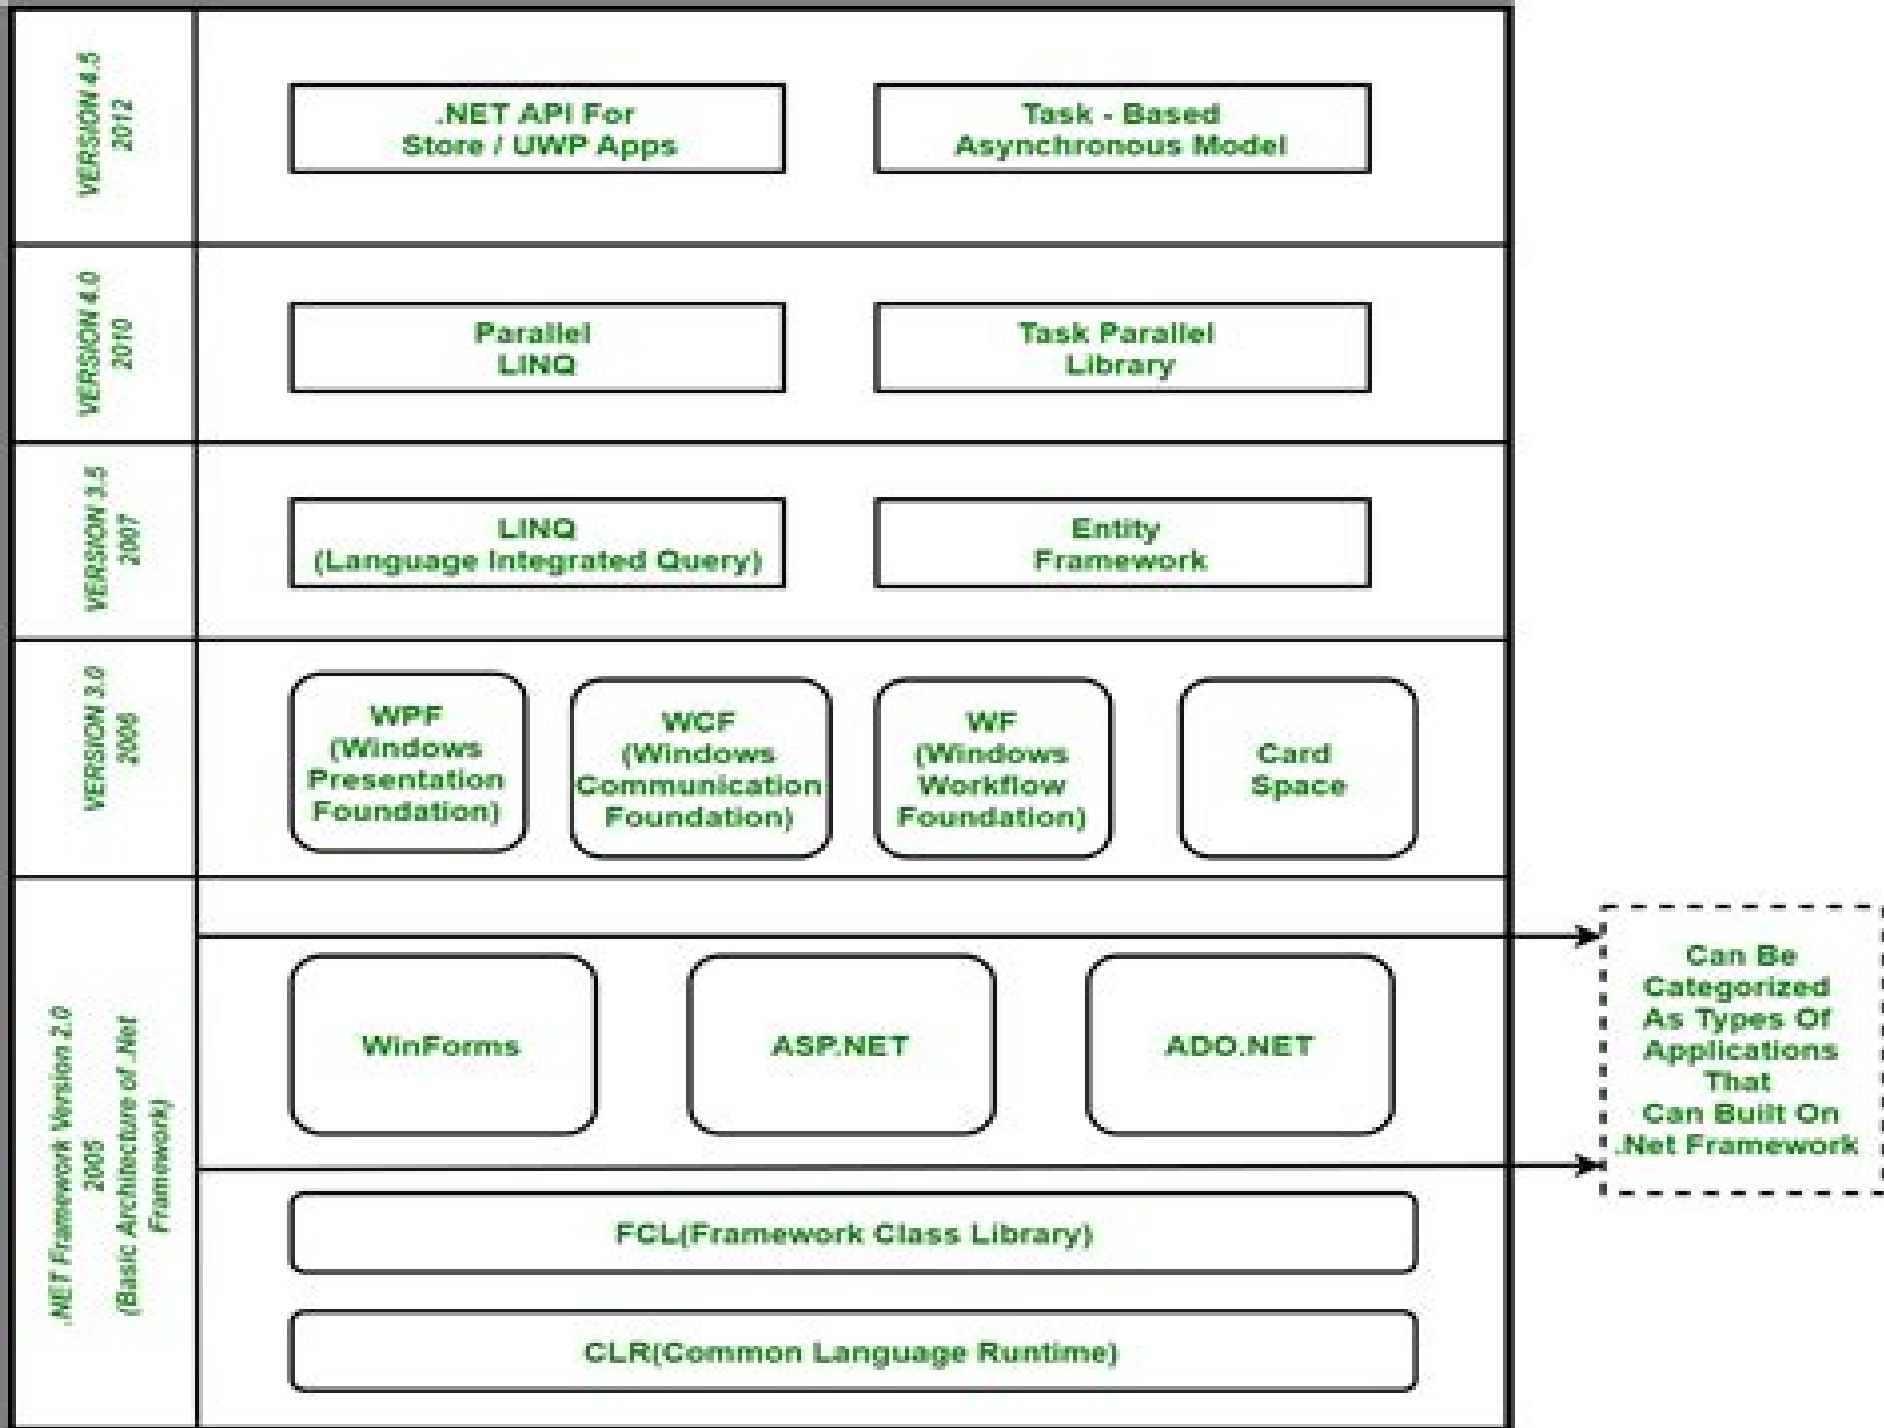 VERSION 4.5
2012
.NET API For
Store / UWP Apps
Task - Based
Asynchronous Model
VERSION 4.0
2010
Parallel
LINQ
Task Parallel
Library
VERSION 3.5
2007
LINQ
(Language Integrated Query)
Entity
Framework
VERSION 3.0
2006
WPF
(Windows
Presentation
Foundation)
WCF
(Windows
Communication
Foundation)
WF
(Windows
Workflow
Foundation)
Card
Space
.NET Framework Version 2.0
2005
(Basic Architecture of .Net
Framework)
WinForms
ASP.NET
ADO.NET
Can Be
Categorized
As Types Of
Applications
That
Can Built On
.Net Framework
FCL(Framework Class Library)
CLR(Common Language Runtime)